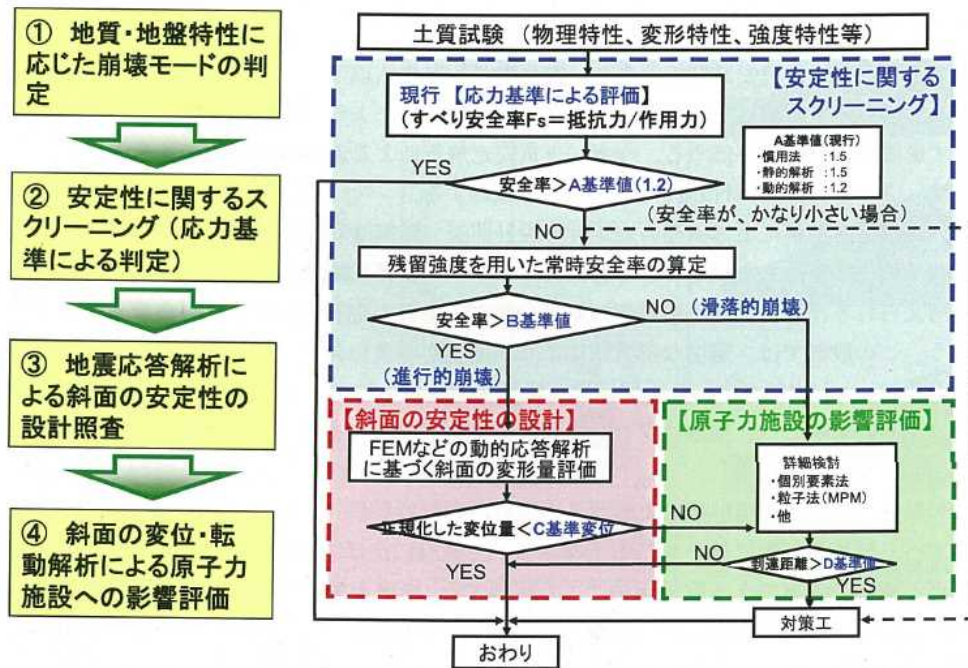 ① 地質・地盤特性に
応じた崩壊モードの判
定
② 安定性に関するス
クリーニング（応力基
準による判定）
③ 地震応答解析に
よる斜面の安定性の
設計照査
④ 斜面の変位・転
動解析による原子力
施設への影響評価
土質試験（物理特性、変形特性、強度特性等）
【安定性に関する
スクリーニング】
現行【応力基準による評価】
（すべり安全率Fs＝抵抗力/作用力）
A基準値（現行）
・慣用法 :1.5
・静的解析 :1.5
・動的解析 :1.2
YES
安全率＞A基準値（1.2）
（安全率が、かなり小さい場合）
NO
残留強度を用いた常時安全率の算定
安全率＞B基準値
NO （滑落的崩壊）
YES
（進行的崩壊）
【斜面の安定性の設計】
FEMなどの動的応答解析
に基づく斜面の変形量評価
正規化した変位量＜C基準変位
NO
YES
【原子力施設の影響評価】
詳細検討
・個別要素法
・粒子法（MPM）
・他
NO
到達距離＞D基準値
YES
対策工
おわり